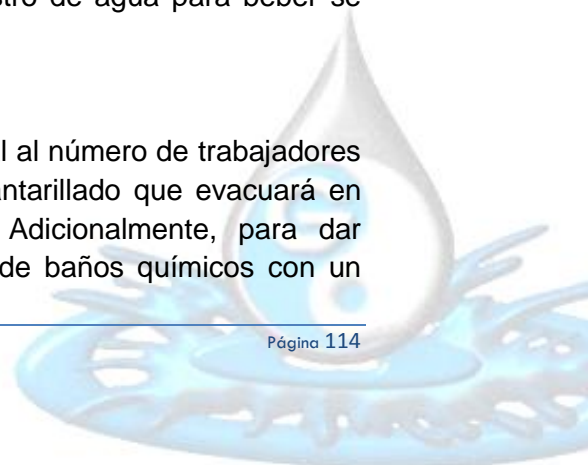 stro de agua para beber se
l al número de trabajadores
antarillado que evacuará en
Adicionalmente, para dar
de baños químicos con un
Página 114